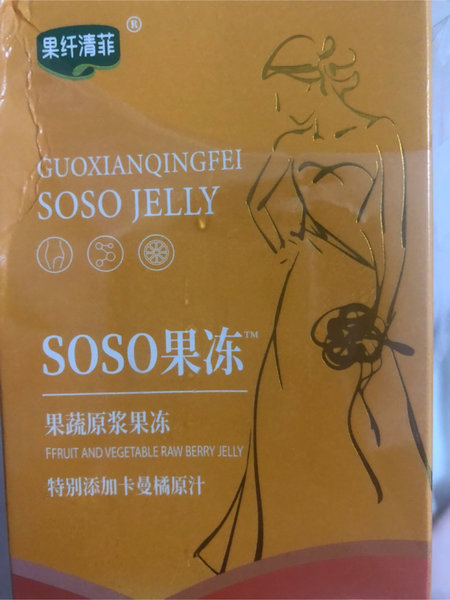 果纤清菲®
GUOXIANQINGFEI
SOSO JELLY
SOSO果冻™
果蔬原浆果冻
FFRUIT AND VEGETABLE RAW BERRY JELLY
特别添加卡曼橘原汁